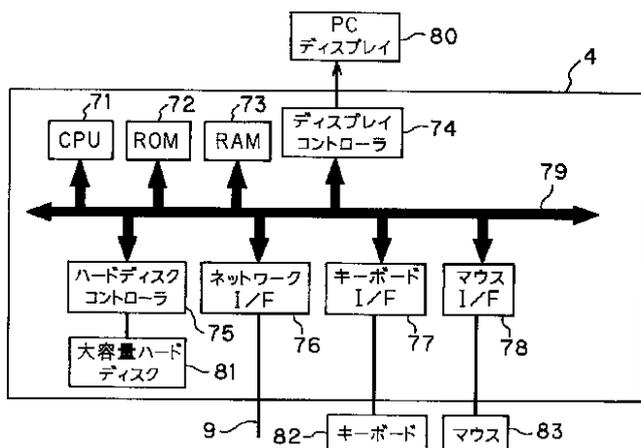 PC
ディスプレイ
80
4
71
72
73
CPU
ROM
RAM
ディスプレイ
コントローラ
74
79
ハードディスク
コントローラ
75
ネットワーク
I/F
76
キーボード
I/F
77
マウス
I/F
78
大容量ハード
ディスク
81
9
82
キーボード
マウス
83